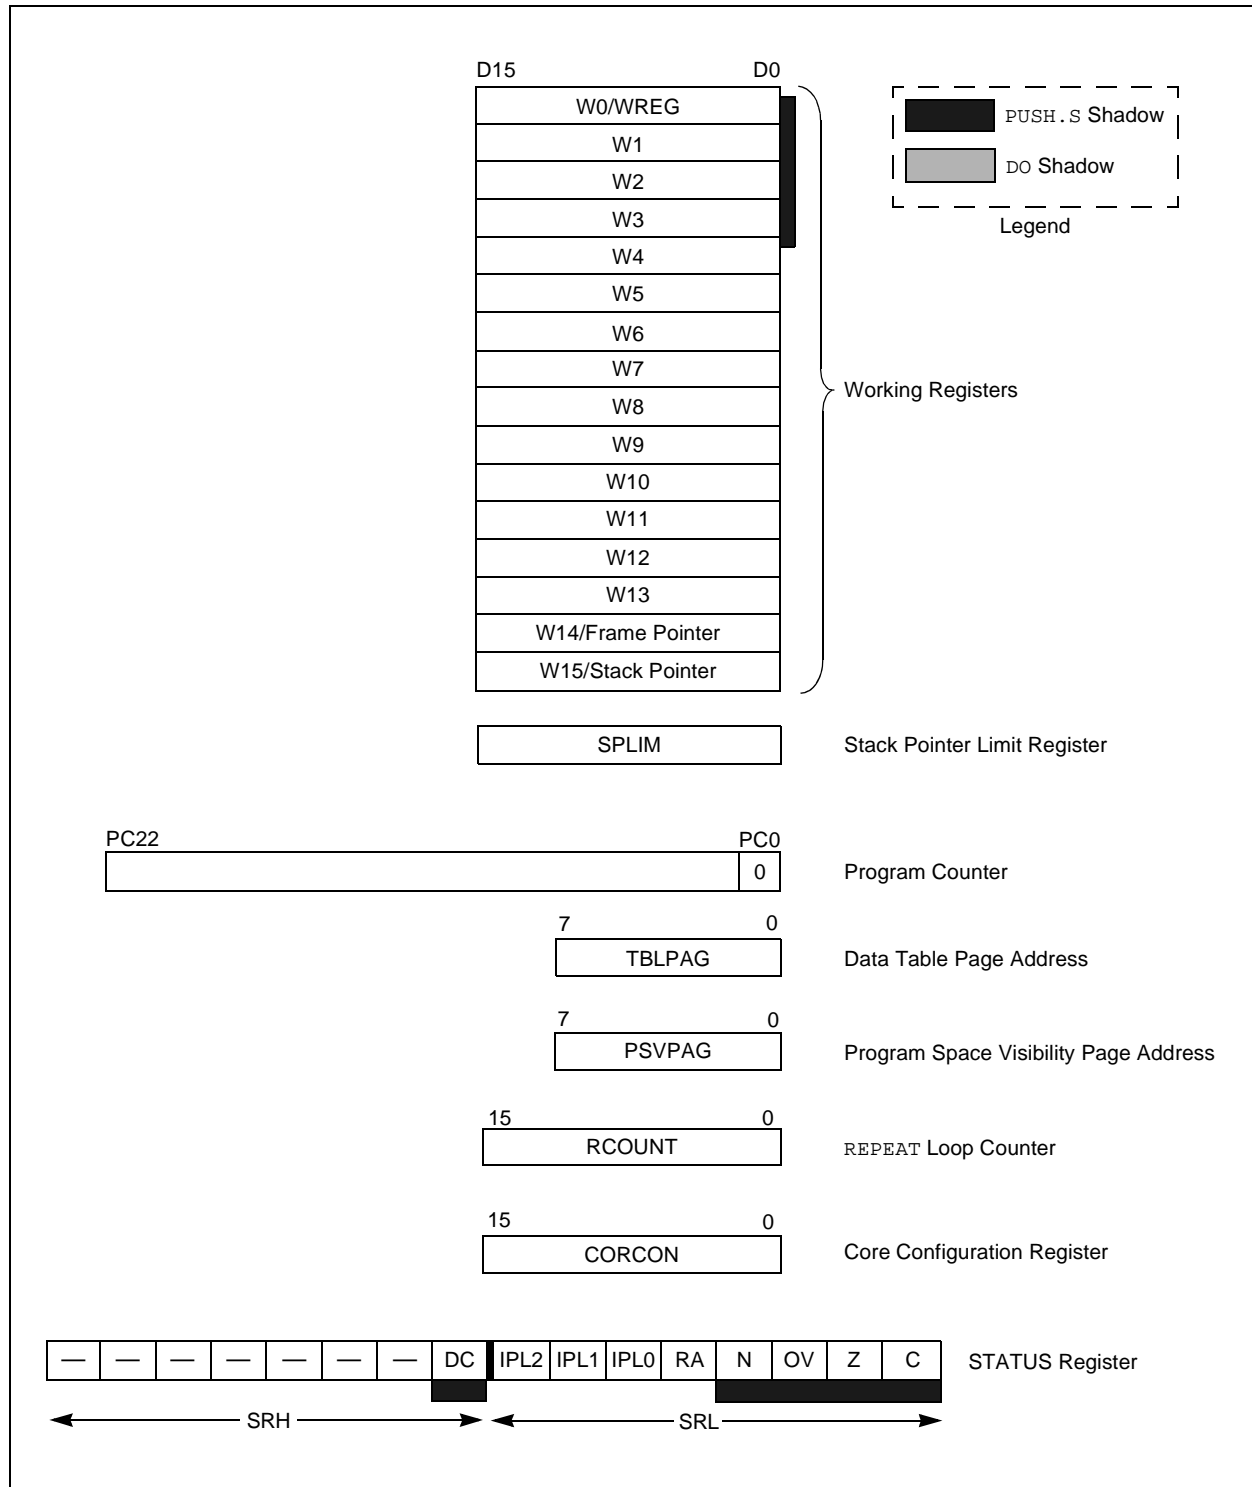 D15 D0
W0/WREG
W1
W2
W3
W4
W5
W6
W7
W8
W9
W10
W11
W12
W13
W14/Frame Pointer
W15/Stack Pointer
PUSH.S Shadow
DO Shadow
Legend
Working Registers
SPLIM Stack Pointer Limit Register
PC22 PC0
0 Program Counter
7 0
TBLPAG Data Table Page Address
7 0
PSVPAG Program Space Visibility Page Address
15 0
RCOUNT REPEAT Loop Counter
15 0
CORCON Core Configuration Register
— — — — — — — DC IPL2 IPL1 IPL0 RA N OV Z C STATUS Register
SRH SRL